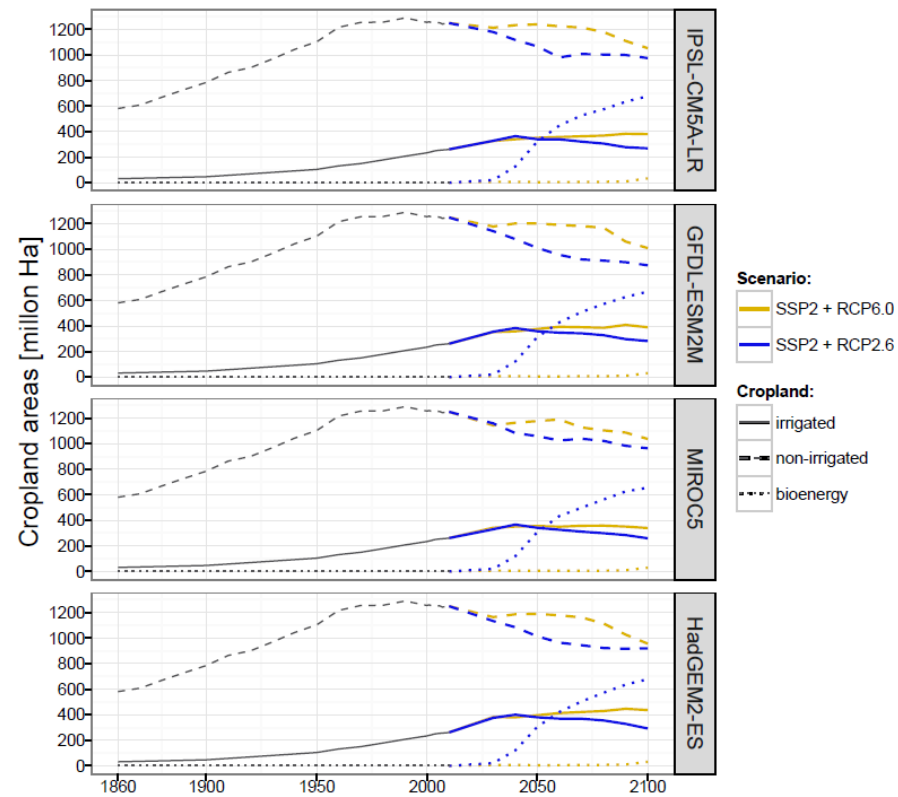 Cropland areas [millon Ha]
1200
1000
800
600
400
200
0
IPSL-CM5A-LR
1200
1000
800
600
400
200
0
GFDL-ESM2M
1200
1000
800
600
400
200
0
MIROC5
1200
1000
800
600
400
200
0
HadGEM2-ES
1860 1900 1950 2000 2050 2100
Scenario:
SSP2 + RCP6.0
SSP2 + RCP2.6
Cropland:
irrigated
non-irrigated
bioenergy